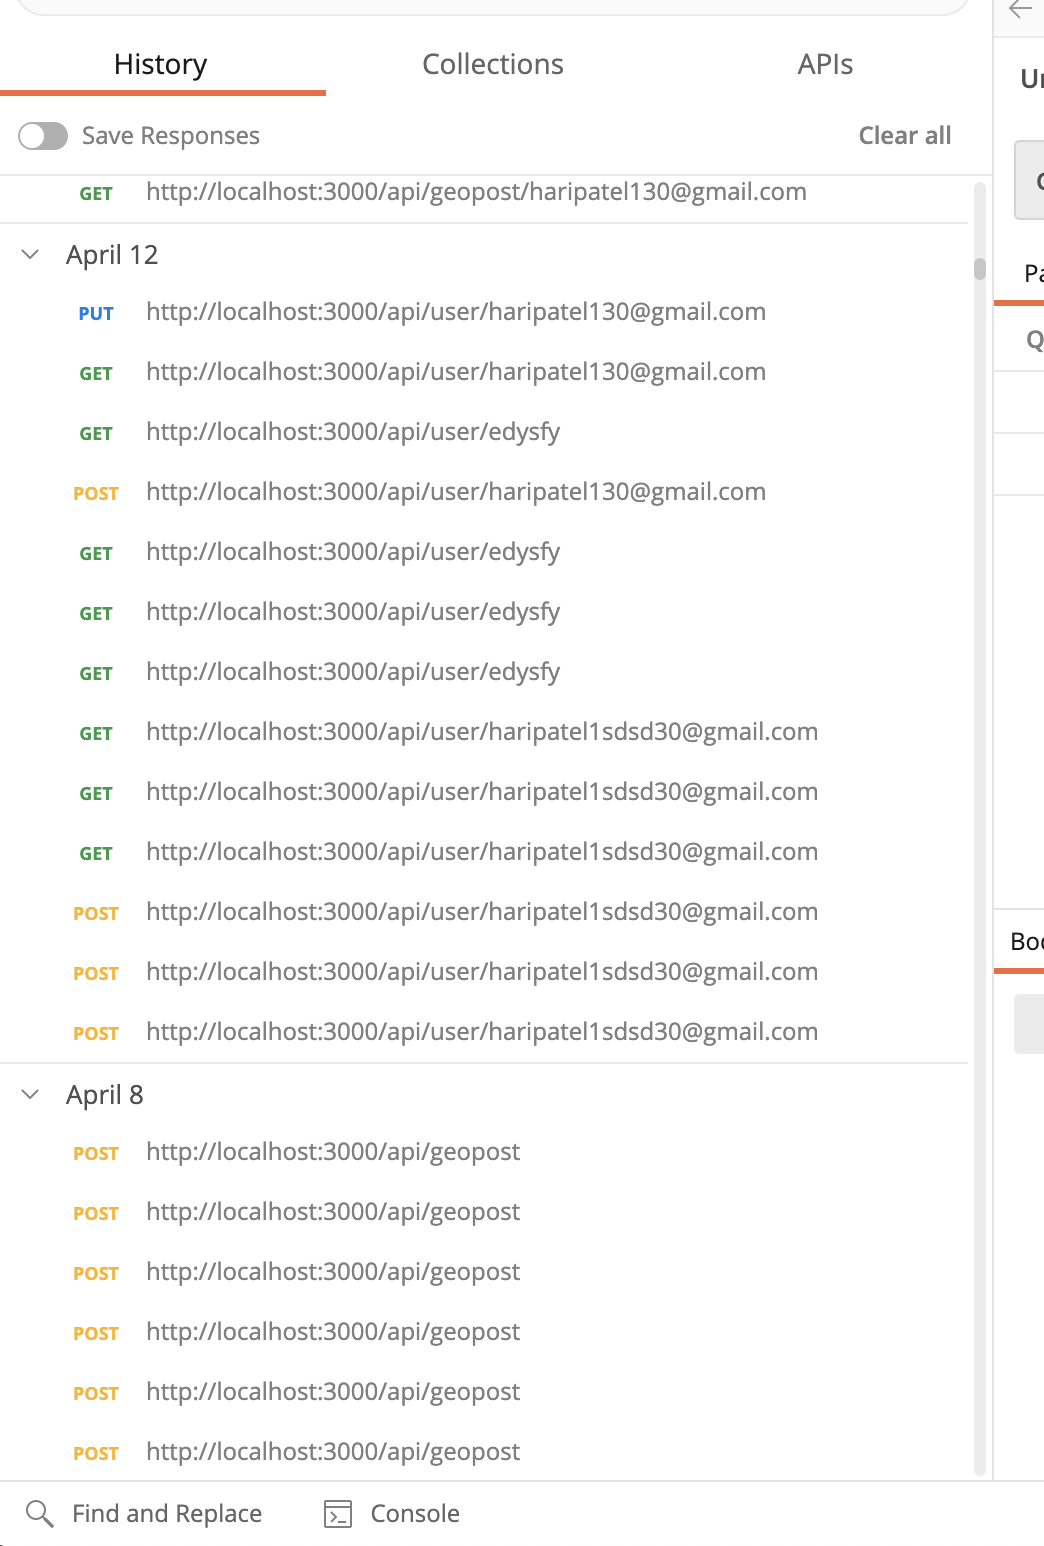 History Collections APIs
Save Responses Clear all
GET http://localhost:3000/api/geopost/haripatel130@gmail.com
April 12
PUT http://localhost:3000/api/user/haripatel130@gmail.com
GET http://localhost:3000/api/user/haripatel130@gmail.com
GET http://localhost:3000/api/user/edysfy
POST http://localhost:3000/api/user/haripatel130@gmail.com
GET http://localhost:3000/api/user/edysfy
GET http://localhost:3000/api/user/edysfy
GET http://localhost:3000/api/user/edysfy
GET http://localhost:3000/api/user/haripatel1sdsd30@gmail.com
GET http://localhost:3000/api/user/haripatel1sdsd30@gmail.com
GET http://localhost:3000/api/user/haripatel1sdsd30@gmail.com
POST http://localhost:3000/api/user/haripatel1sdsd30@gmail.com
POST http://localhost:3000/api/user/haripatel1sdsd30@gmail.com
POST http://localhost:3000/api/user/haripatel1sdsd30@gmail.com
April 8
POST http://localhost:3000/api/geopost
POST http://localhost:3000/api/geopost
POST http://localhost:3000/api/geopost
POST http://localhost:3000/api/geopost
POST http://localhost:3000/api/geopost
POST http://localhost:3000/api/geopost
Find and Replace Console